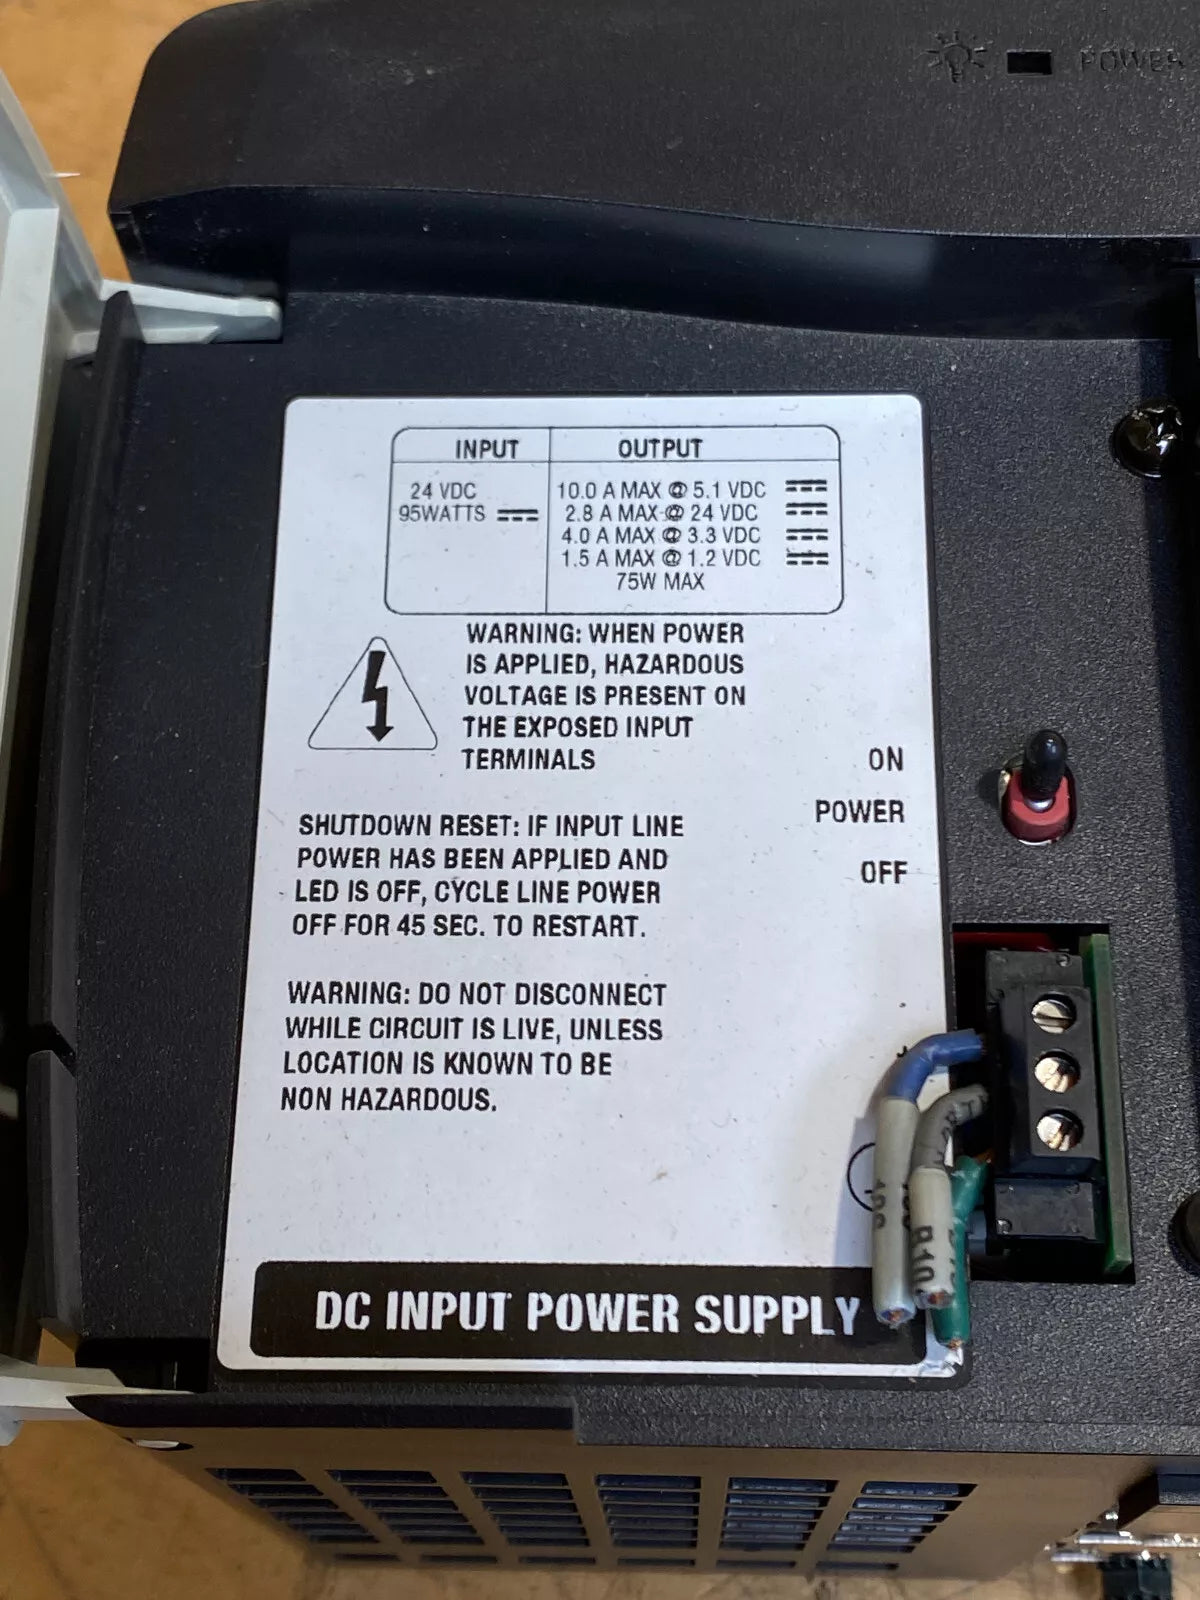 POWER
INPUT OUTPUT
24 VDC 10.0 A MAX @ 5.1 VDC
95WATTS 2.8 A MAX @ 24 VDC
4.0 A MAX @ 3.3 VDC
1.5 A MAX @ 1.2 VDC
75W MAX
WARNING: WHEN POWER
IS APPLIED, HAZARDOUS
VOLTAGE IS PRESENT ON
THE EXPOSED INPUT
TERMINALS
ON
POWER
OFF
SHUTDOWN RESET: IF INPUT LINE
POWER HAS BEEN APPLIED AND
LED IS OFF, CYCLE LINE POWER
OFF FOR 45 SEC. TO RESTART.
WARNING: DO NOT DISCONNECT
WHILE CIRCUIT IS LIVE, UNLESS
LOCATION IS KNOWN TO BE
NON HAZARDOUS.
DC INPUT POWER SUPPLY